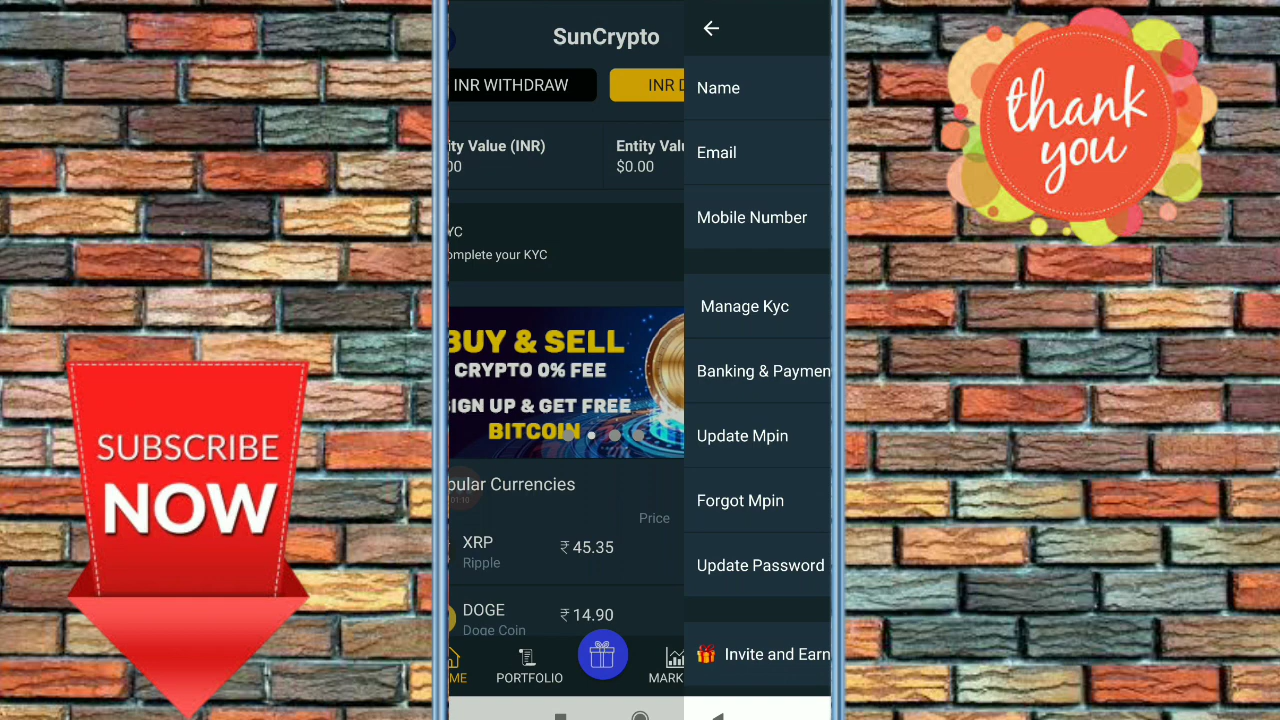 SUBSCRIBE
NOW
SunCrypto
INR WITHDRAW
INR D
ity Value (INR)
Entity Valu
00
$0.00
YC
omplete your KYC
BUY & SELL
CRYPTO 0% FEE
SIGN UP & GET FREE
BITCOIN
pular Currencies
01:10
Price
XRP
₹ 45.35
Ripple
DOGE
₹ 14.90
Doge Coin
ME
PORTFOLIO
MARK
Name
Email
Mobile Number
Manage Kyc
Banking & Paymen
Update Mpin
Forgot Mpin
Update Password
Invite and Earn
thank
you